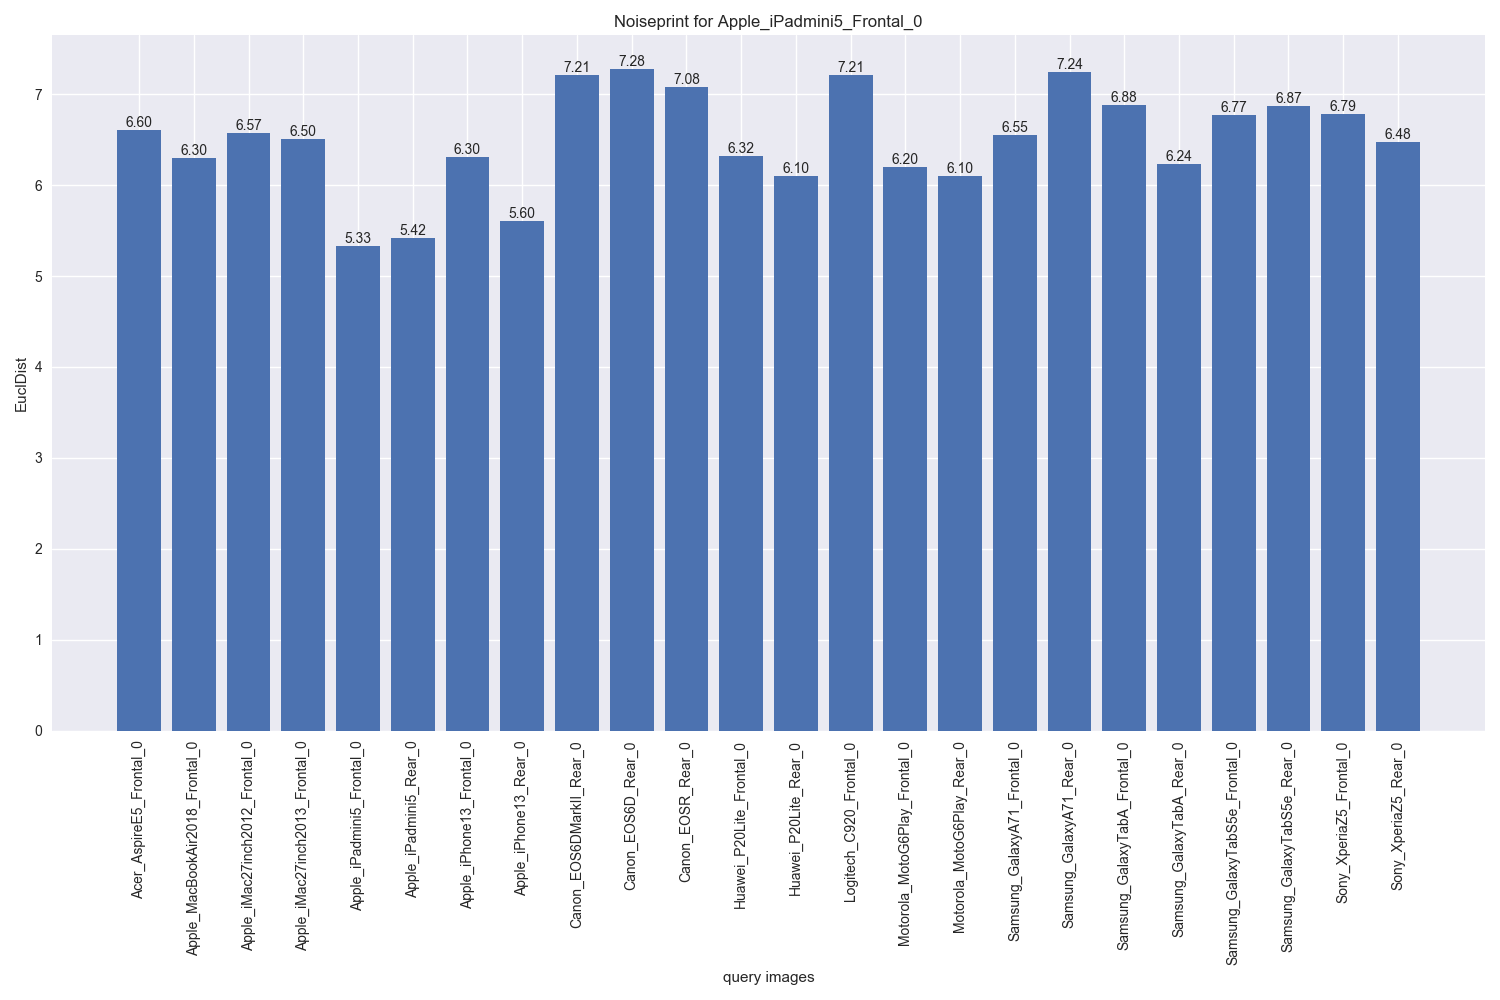 Noiseprint for Apple_iPadmini5_Frontal_0
EuclDist
7
6
5
4
3
2
1
0
6.60
6.30
6.57
6.50
5.33
5.42
6.30
5.60
7.21
7.28
7.08
6.32
6.10
7.21
6.20
6.10
6.55
7.24
6.88
6.24
6.77
6.87
6.79
6.48
Acer_AspireE5_Frontal_0
Apple_MacBookAir2018_Frontal_0
Apple_iMac27inch2012_Frontal_0
Apple_iMac27inch2013_Frontal_0
Apple_iPadmini5_Frontal_0
Apple_iPadmini5_Rear_0
Apple_iPhone13_Frontal_0
Apple_iPhone13_Rear_0
Canon_EOS6DMarkII_Rear_0
Canon_EOS6D_Rear_0
Canon_EOSR_Rear_0
Huawei_P20Lite_Frontal_0
Huawei_P20Lite_Rear_0
Logitech_C920_Frontal_0
Motorola_MotoG6Play_Frontal_0
Motorola_MotoG6Play_Rear_0
Samsung_GalaxyA71_Frontal_0
Samsung_GalaxyA71_Rear_0
Samsung_GalaxyTabA_Frontal_0
Samsung_GalaxyTabA_Rear_0
Samsung_GalaxyTabS5e_Frontal_0
Samsung_GalaxyTabS5e_Rear_0
Sony_XperiaZ5_Frontal_0
Sony_XperiaZ5_Rear_0
query images